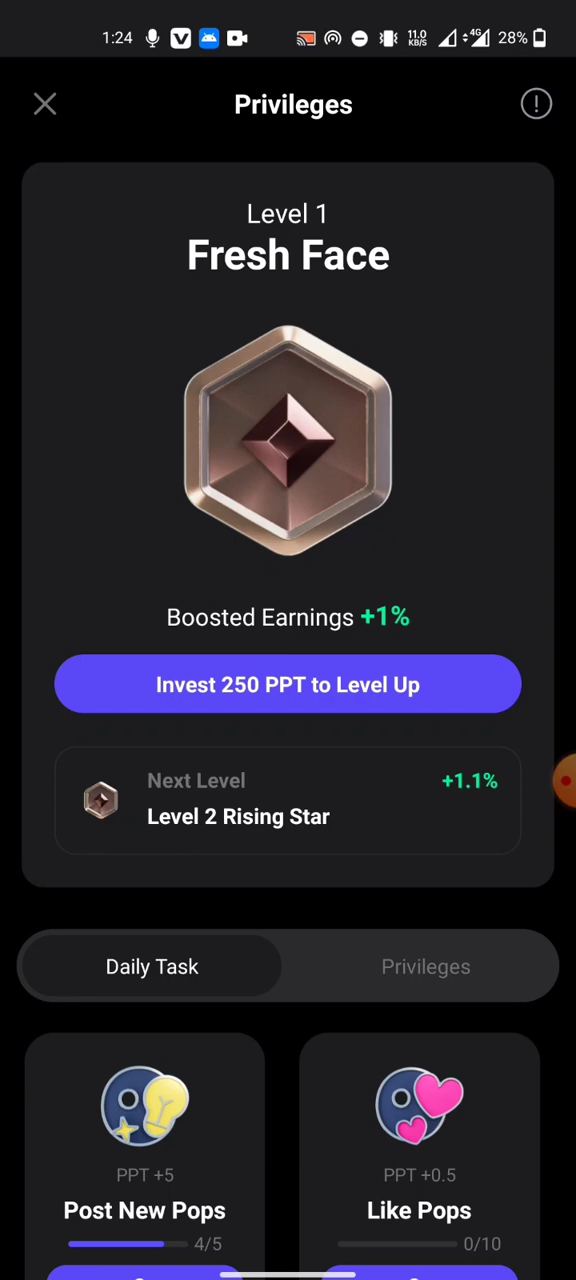 1:24
V
11.0
KB/S
4G
28%
Privileges
Level 1
Fresh Face
Boosted Earnings +1%
Invest 250 PPT to Level Up
Next Level
+1.1%
Level 2 Rising Star
Daily Task
Privileges
PPT +5
PPT +0.5
Post New Pops
Like Pops
4/5
0/10